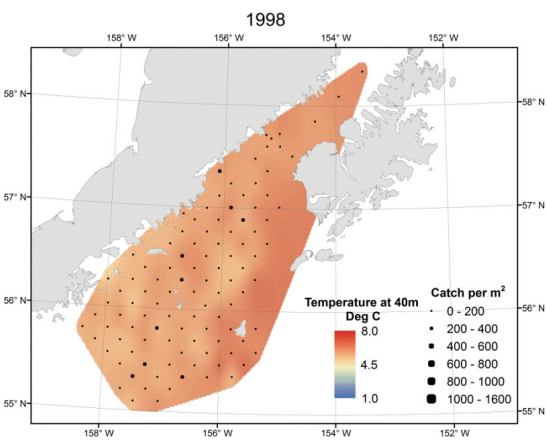 1998
158° W 156° W 154° W 152° W
58° N
58° N
57° N
57° N
56° N
56° N
55° N
55° N
Temperature at 40m
Deg C
8.0
4.5
1.0
Catch per m²
0 - 200
200 - 400
400 - 600
600 - 800
800 - 1000
1000 - 1600
158° W 156° W 154° W 152° W